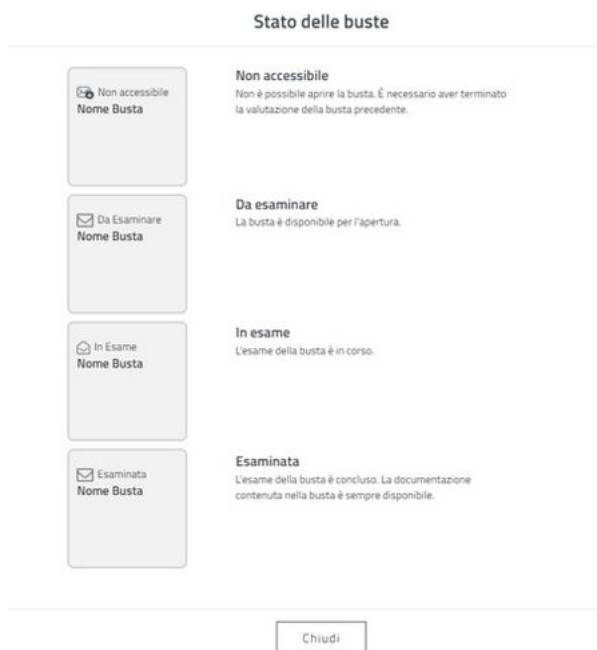 Stato delle buste
Non accessibile
Nome Busta
Non accessibile
Non è possibile aprire la busta. È necessario aver terminato
la valutazione della busta precedente.
Da Esaminare
Nome Busta
Da esaminare
La busta è disponibile per l'apertura.
In Esame
Nome Busta
In esame
L'esame della busta è in corso.
Esaminata
Nome Busta
Esaminata
L'esame della busta è concluso. La documentazione
contenuta nella busta è sempre disponibile.
Chiudi